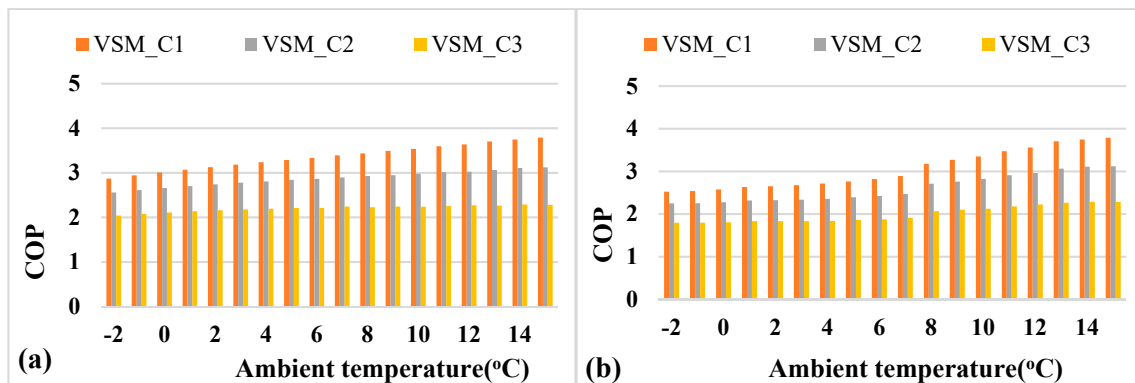 VSM_C1 VSM_C2 VSM_C3
5
4
3
2
1
0
COP
-2 0 2 4 6 8 10 12 14
(a) Ambient temperature(ºC)
VSM_C1 VSM_C2 VSM_C3
5
4
3
2
1
0
COP
-2 0 2 4 6 8 10 12 14
(b) Ambient temperature(ºC)